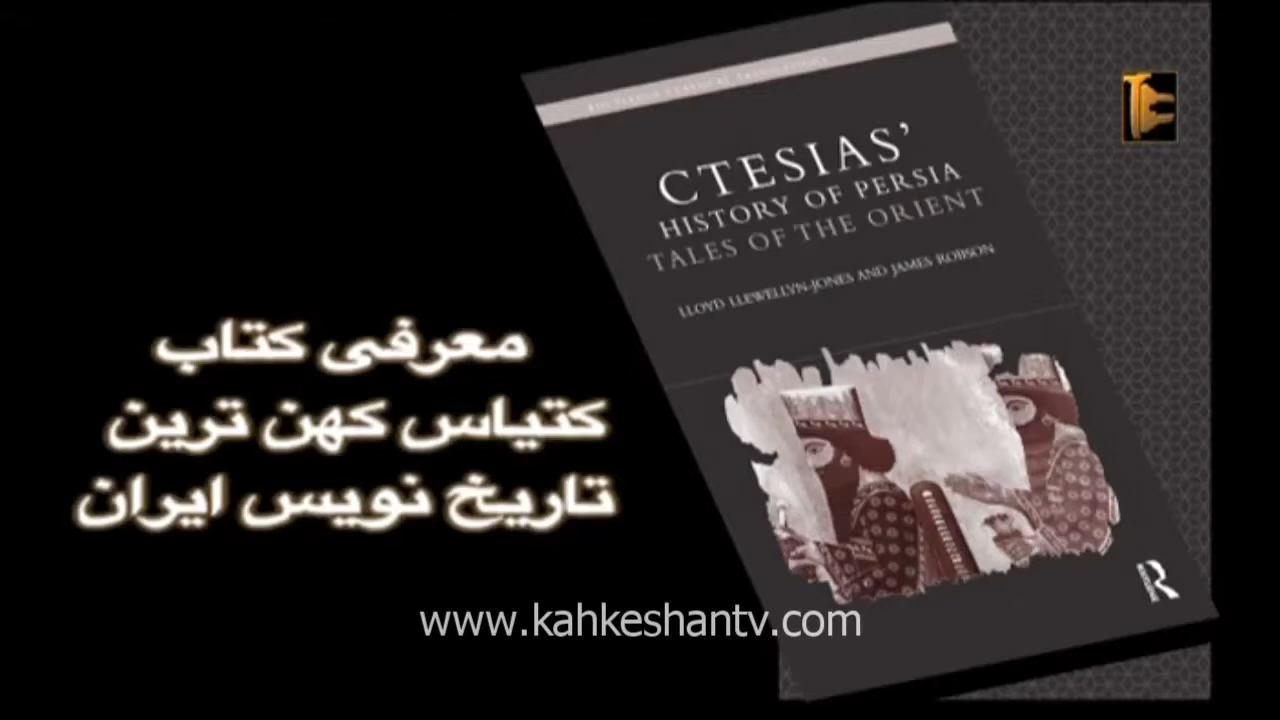 معرفی کتاب
کتیاس کهن ترین
تاریخ نویس ایران
CTESIAS'
HISTORY OF PERSIA
TALES OF THE ORIENT
LLOYD LLEWELLYN-JONES AND JAMES ROBSON
www.kahkeshantv.com